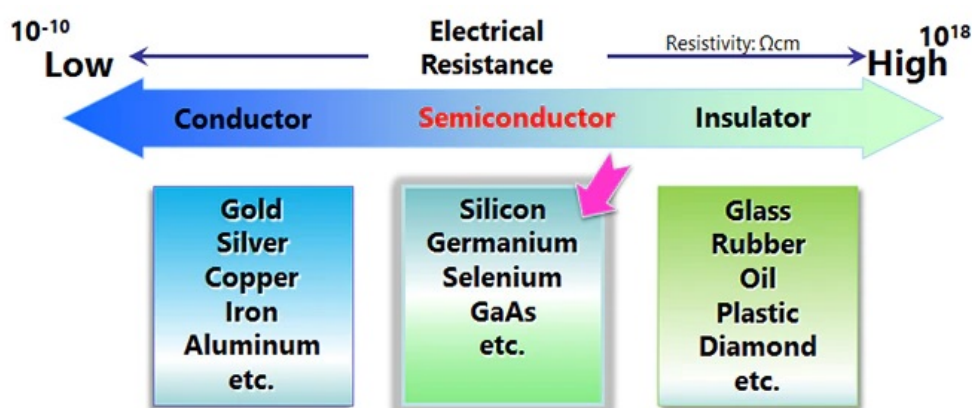 10⁻¹⁰
Low
Electrical
Resistance
Resistivity: Ωcm
10¹⁸
High
Conductor
Semiconductor
Insulator
Gold
Silver
Copper
Iron
Aluminum
etc.
Silicon
Germanium
Selenium
GaAs
etc.
Glass
Rubber
Oil
Plastic
Diamond
etc.